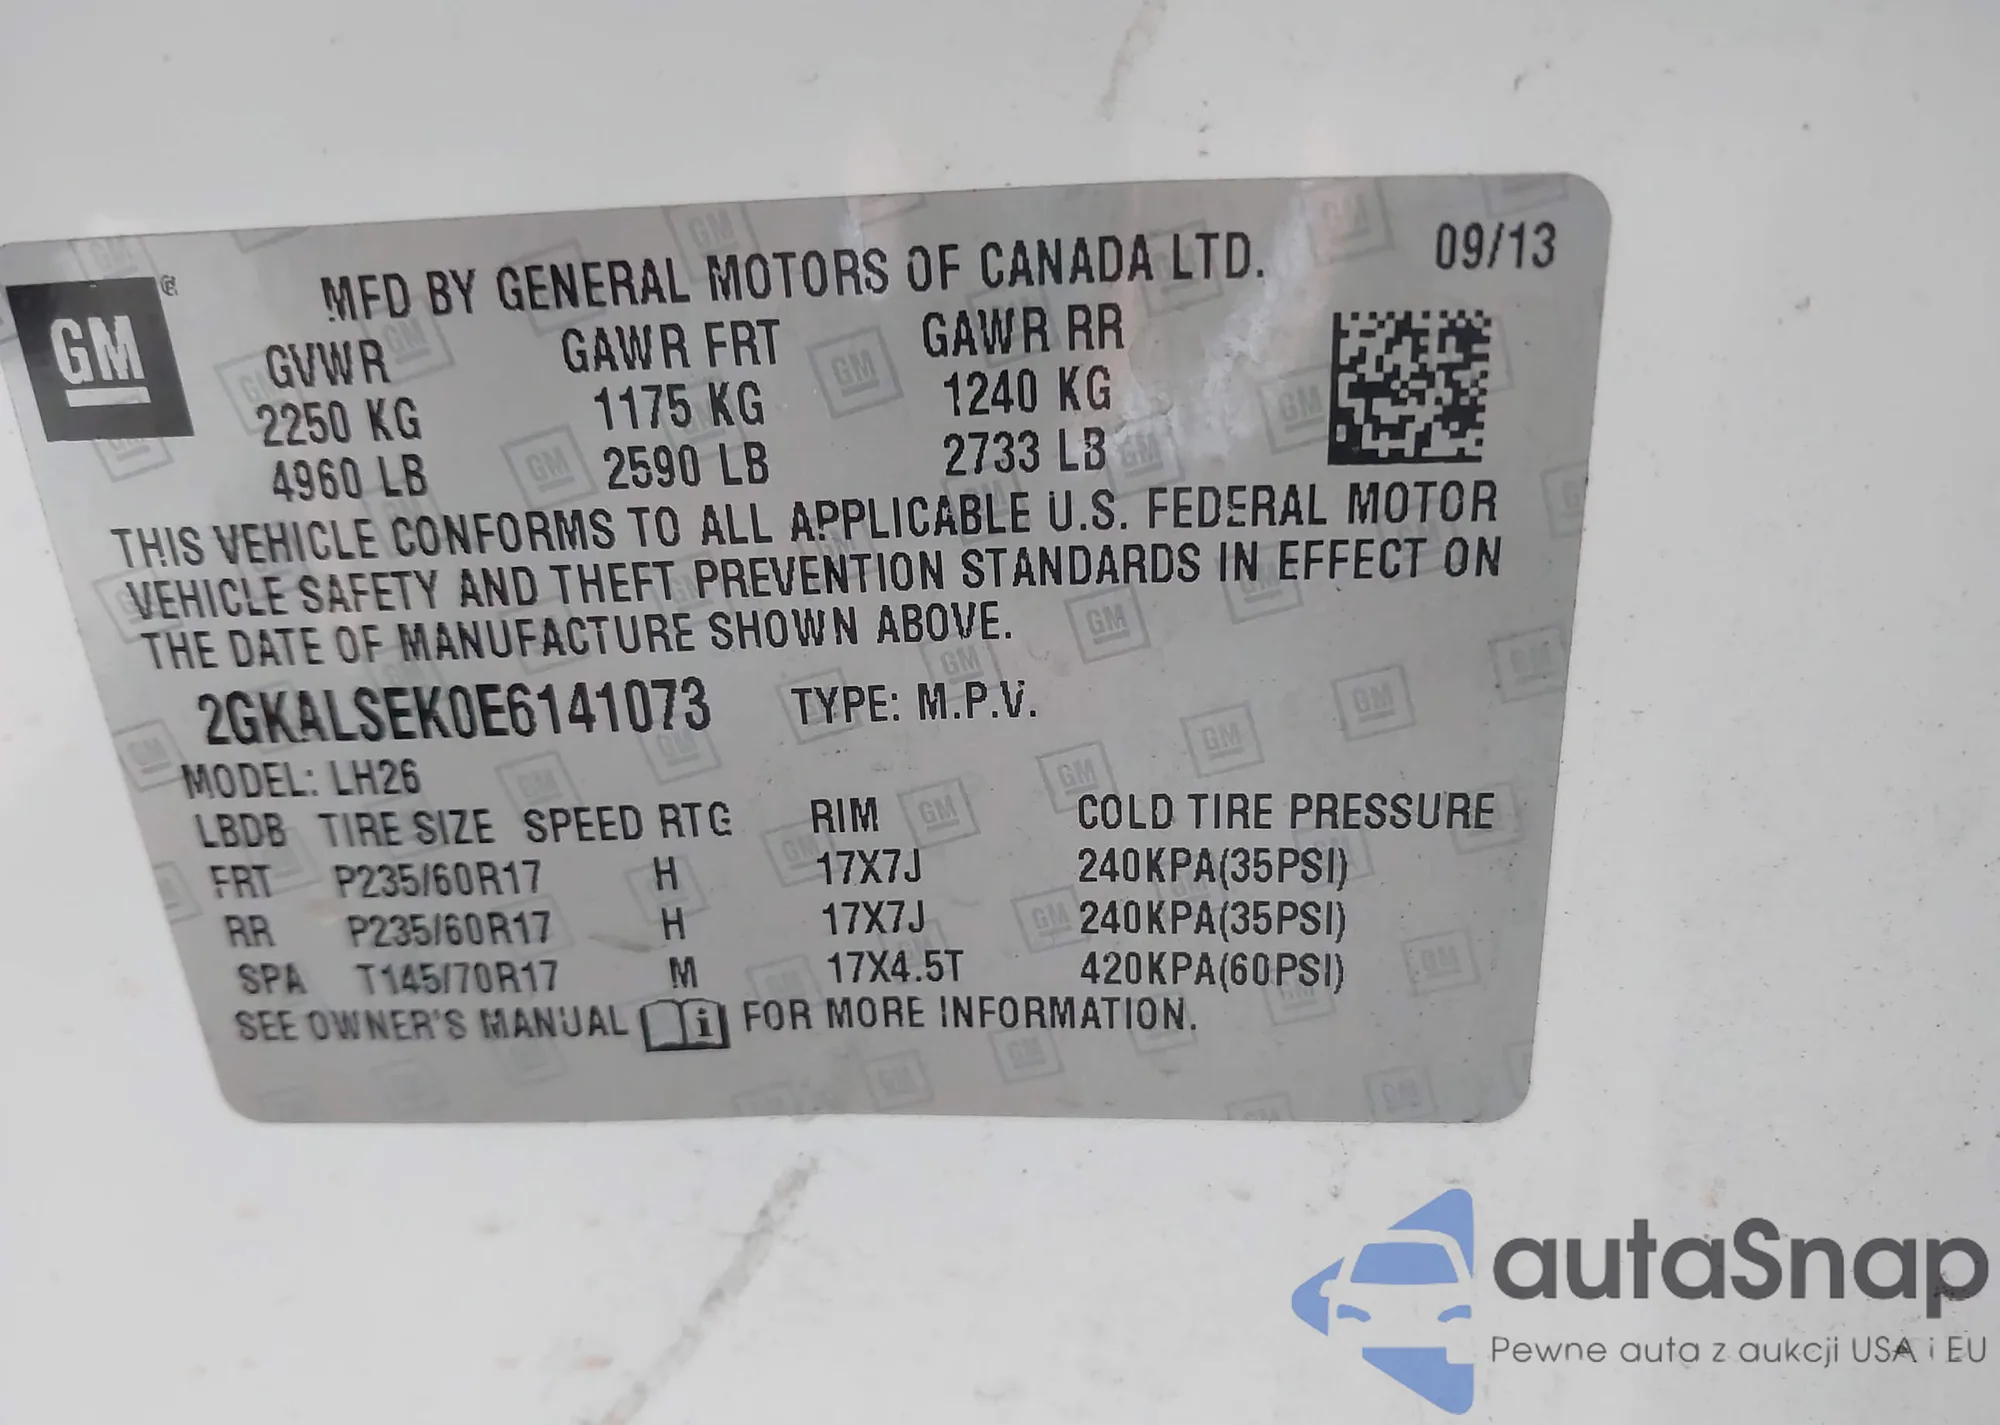 GM
MFD BY GENERAL MOTORS OF CANADA LTD. 09/13
GVWR GAWR FRT GAWR RR
2250 KG 1175 KG 1240 KG
4960 LB 2590 LB 2733 LB
THIS VEHICLE CONFORMS TO ALL APPLICABLE U.S. FEDERAL MOTOR
VEHICLE SAFETY AND THEFT PREVENTION STANDARDS IN EFFECT ON
THE DATE OF MANUFACTURE SHOWN ABOVE.
2GKALSEK0E6141073 TYPE: M.P.V.
MODEL: LH26
LBDB TIRE SIZE SPEED RTG RIM COLD TIRE PRESSURE
FRT P235/60R17 H 17X7J 240KPA(35PSI)
RR P235/60R17 H 17X7J 240KPA(35PSI)
SPA T145/70R17 M 17X4.5T 420KPA(60PSI)
SEE OWNER'S MANUAL i FOR MORE INFORMATION.
autaSnap
Pewne auta z aukcji USA i EU